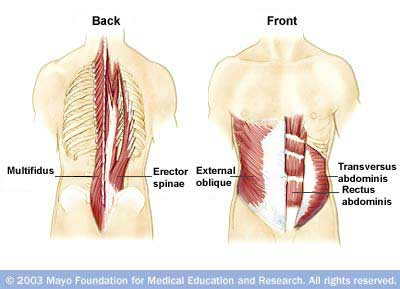 Back
Front
Multifidus
Erector
spinae
External
oblique
Transversus
abdominis
Rectus
abdominis
© 2003 Mayo Foundation for Medical Education and Research. All rights reserved.